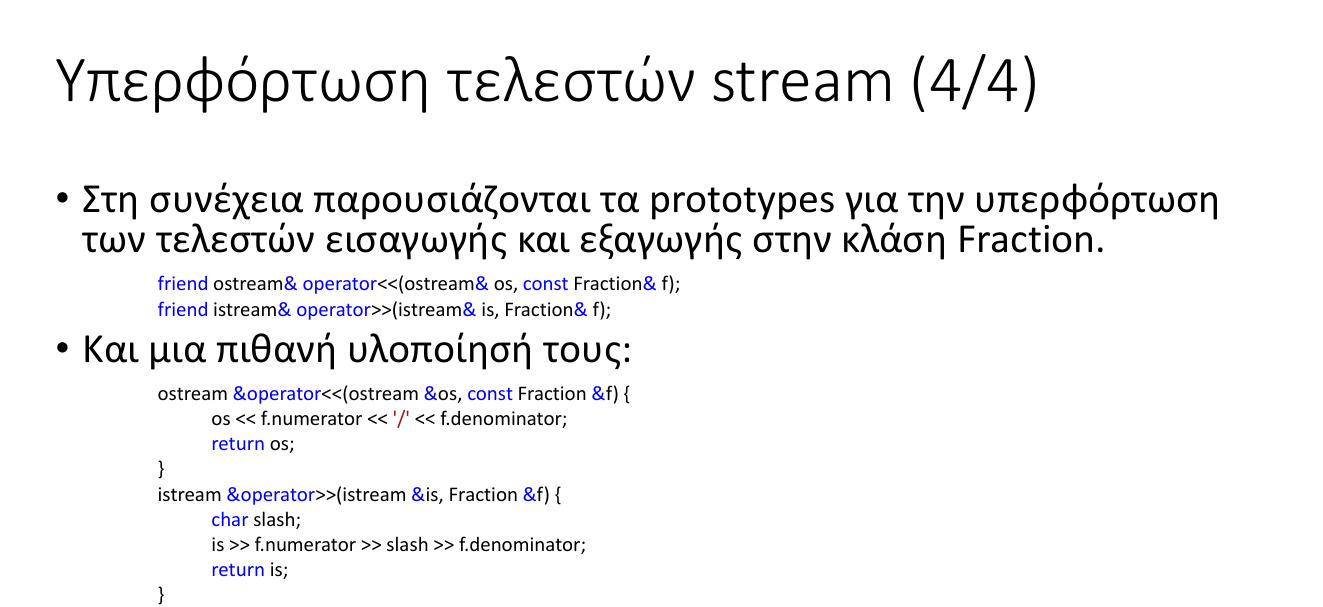 Υπερφόρτωση τελεστών stream (4/4)
• Στη συνέχεια παρουσιάζονται τα prototypes για την υπερφόρτωση
των τελεστών εισαγωγής και εξαγωγής στην κλάση Fraction.
friend ostream& operator<<(ostream& os, const Fraction& f);
friend istream& operator>>(istream& is, Fraction& f);
• Και μια πιθανή υλοποίησή τους:
ostream &operator<<(ostream &os, const Fraction &f) {
os << f.numerator << '/' << f.denominator;
return os;
}
istream &operator>>(istream &is, Fraction &f) {
char slash;
is >> f.numerator >> slash >> f.denominator;
return is;
}